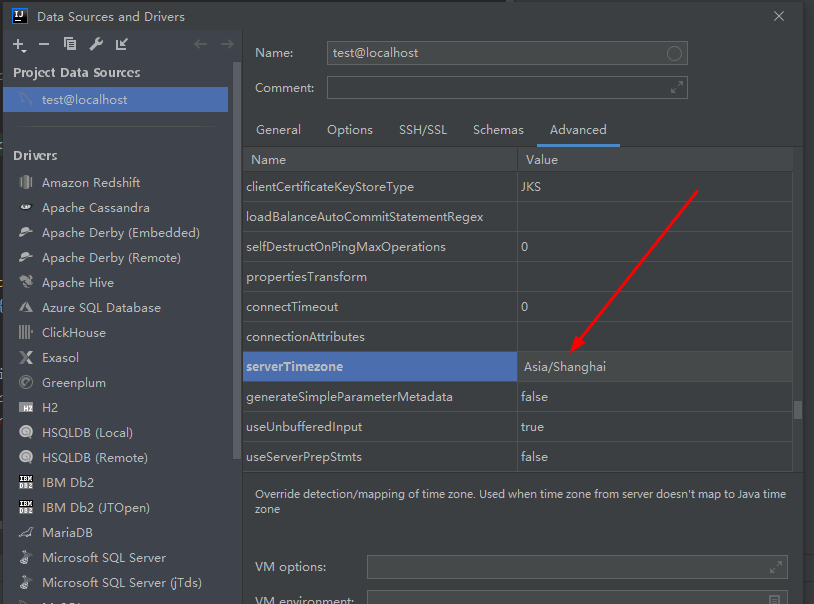 Data Sources and Drivers
Project Data Sources
test@localhost
Drivers
Amazon Redshift
Apache Cassandra
Apache Derby (Embedded)
Apache Derby (Remote)
Apache Hive
Azure SQL Database
ClickHouse
Exasol
Greenplum
H2
HSQLDB (Local)
HSQLDB (Remote)
IBM Db2
IBM Db2 (JTOpen)
MariaDB
Microsoft SQL Server
Microsoft SQL Server (jTds)
Name: test@localhost
Comment:
General Options SSH/SSL Schemas Advanced
Name Value
clientCertificateKeyStoreType JKS
loadBalanceAutoCommitStatementRegex
selfDestructOnPingMaxOperations 0
propertiesTransform
connectTimeout 0
connectionAttributes
serverTimezone Asia/Shanghai
generateSimpleParameterMetadata false
useUnbufferedInput true
useServerPrepStmts false
Override detection/mapping of time zone. Used when time zone from server doesn't map to Java time
zone
VM options:
VM environment: